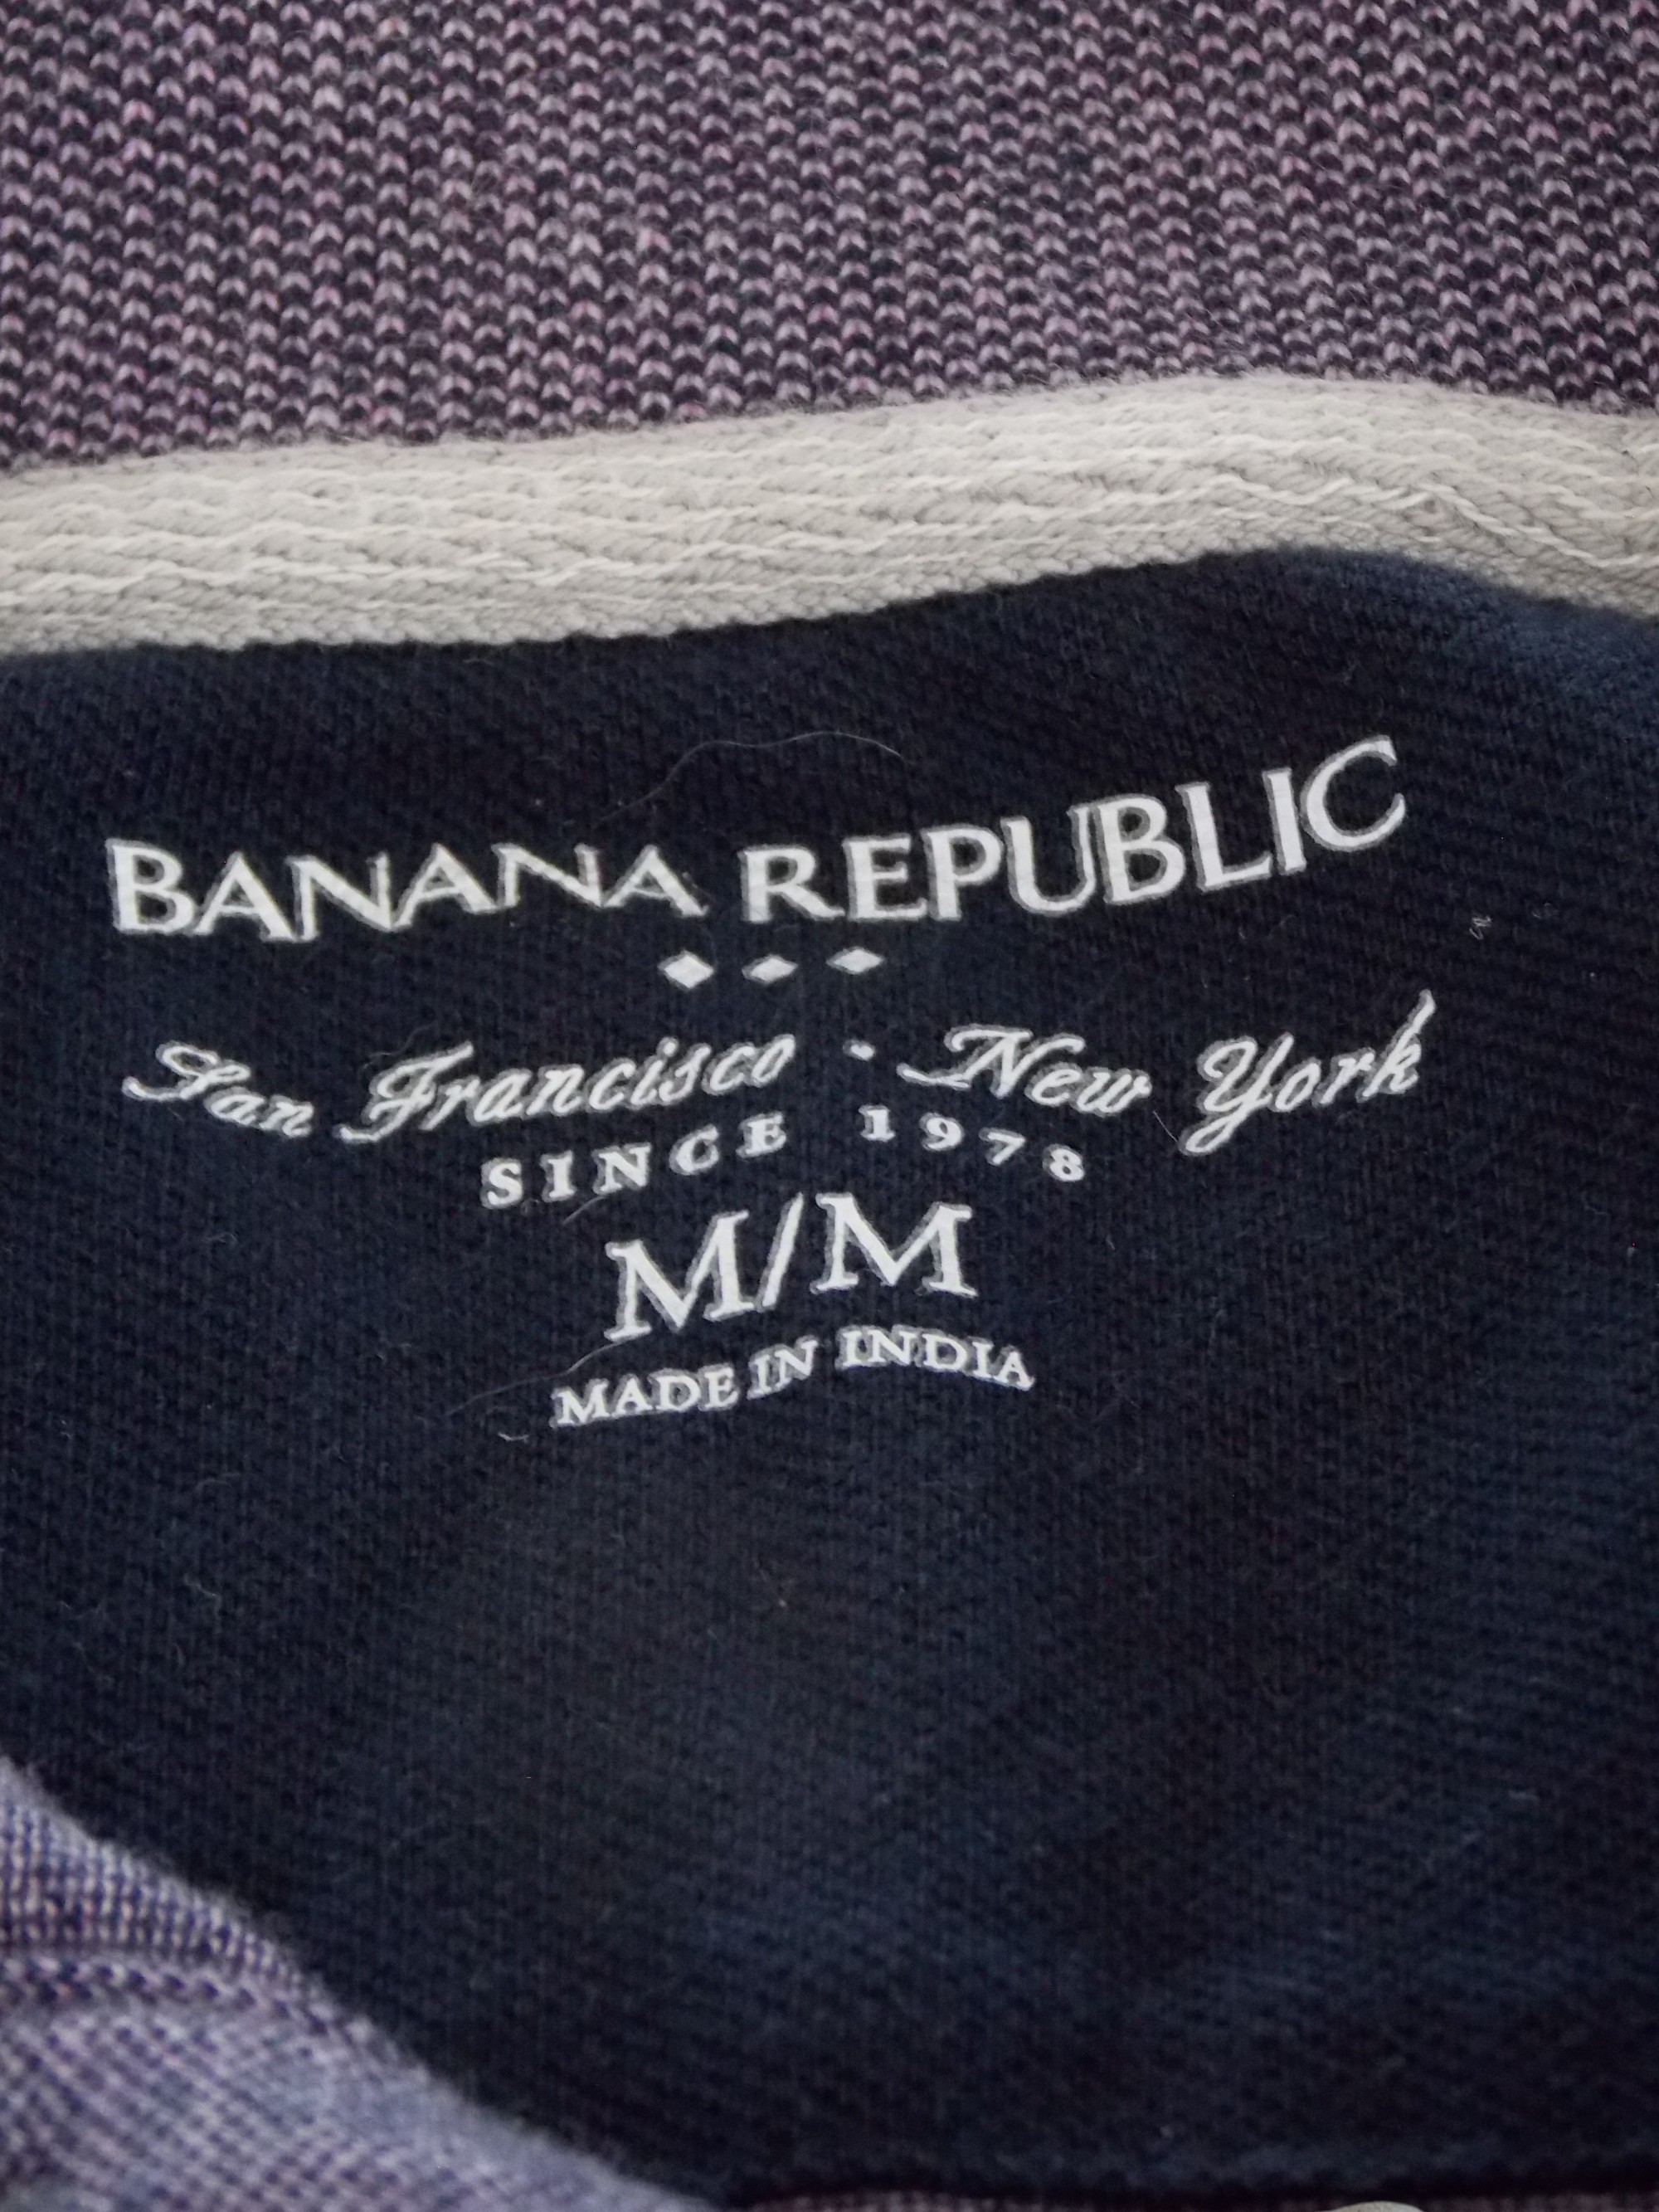 BANANA REPUBLIC
San Francisco · New York
SINCE 1978
M/M
MADE IN INDIA